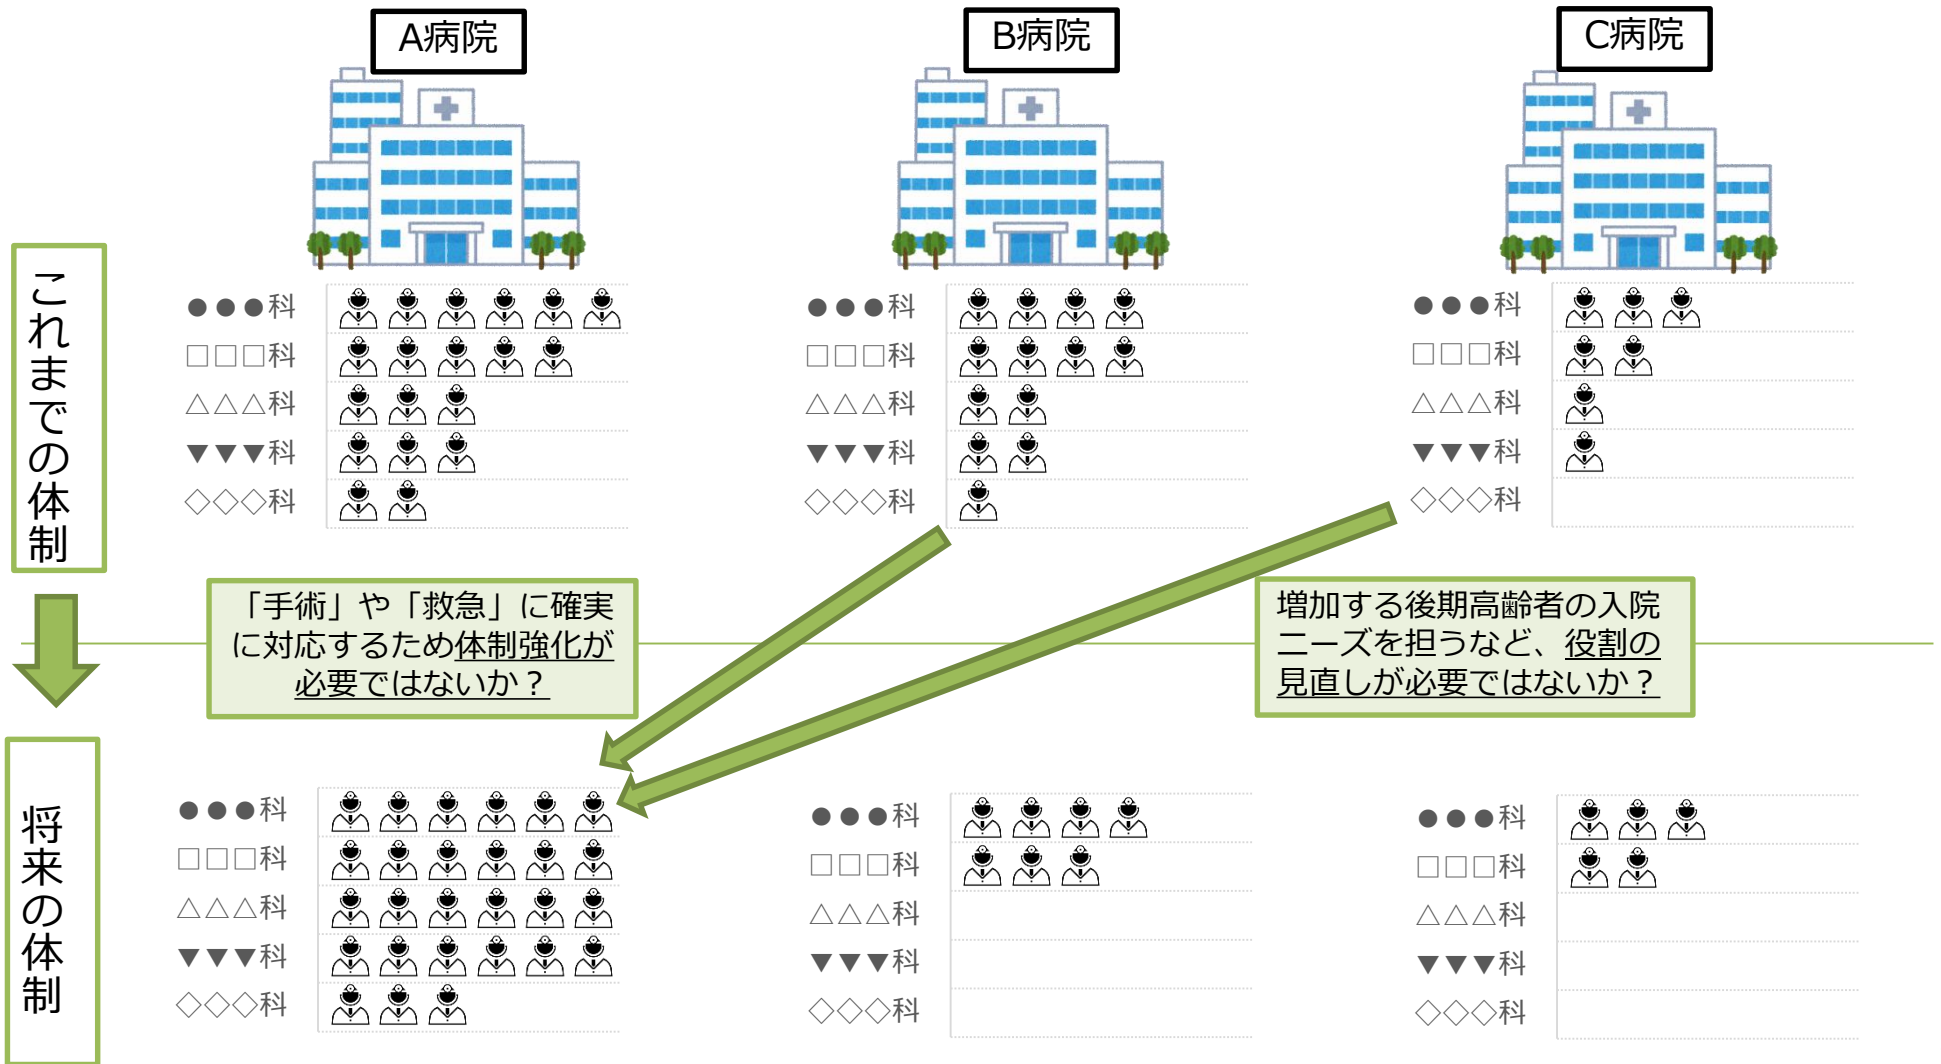 A病院
B病院
C病院
これまでの体制
●●●科
□□□科
△△△科
▼▼▼科
◇◇◇科
●●●科
□□□科
△△△科
▼▼▼科
◇◇◇科
●●●科
□□□科
△△△科
▼▼▼科
◇◇◇科
「手術」や「救急」に確実
に対応するため体制強化が
必要ではないか？
増加する後期高齢者の入院
ニーズを担うなど、役割の
見直しが必要ではないか？
将来の体制
●●●科
□□□科
△△△科
▼▼▼科
◇◇◇科
●●●科
□□□科
△△△科
▼▼▼科
◇◇◇科
●●●科
□□□科
△△△科
▼▼▼科
◇◇◇科